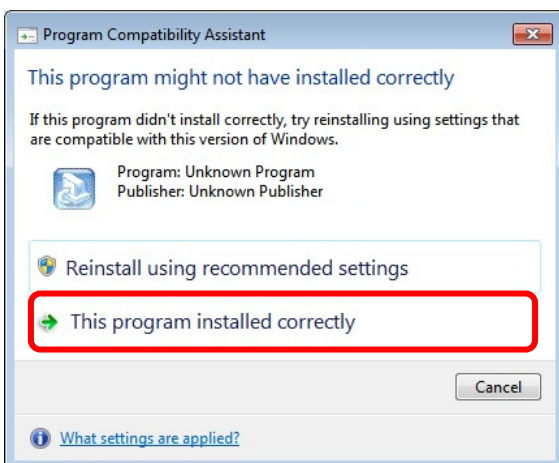 Program Compatibility Assistant
This program might not have installed correctly
If this program didn't install correctly, try reinstalling using settings that
are compatible with this version of Windows.
Program: Unknown Program
Publisher: Unknown Publisher
Reinstall using recommended settings
This program installed correctly
Cancel
What settings are applied?